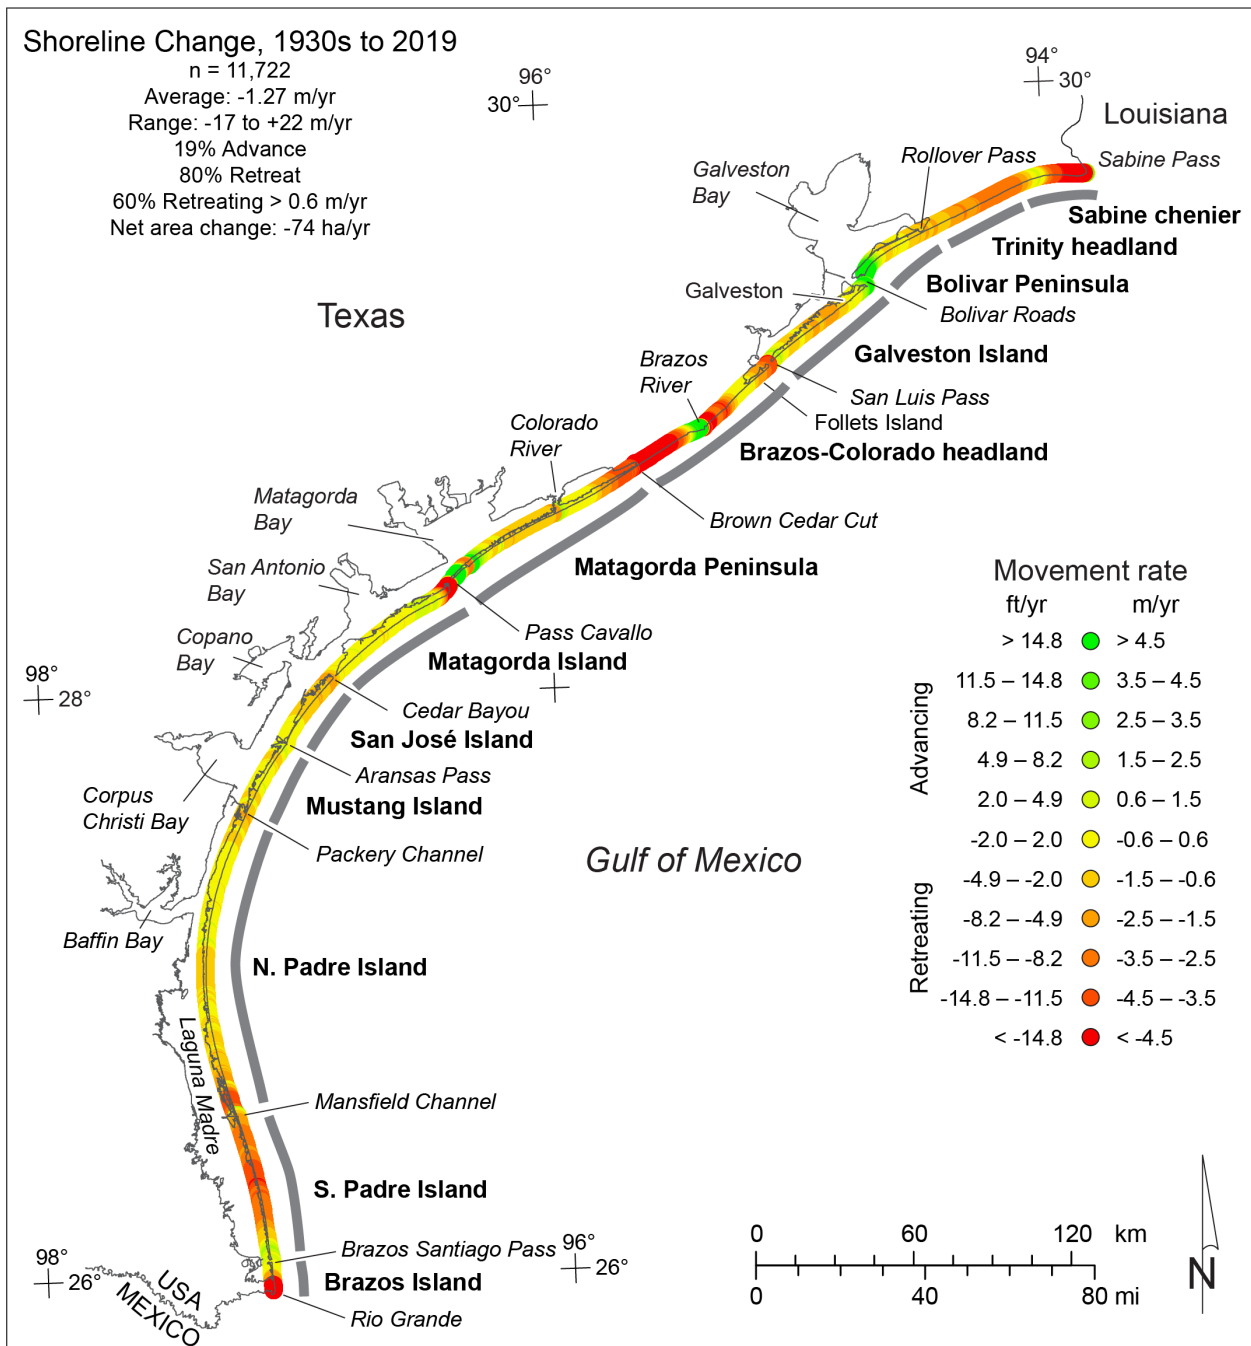 Shoreline Change, 1930s to 2019
n = 11,722
Average: -1.27 m/yr
Range: -17 to +22 m/yr
19% Advance
80% Retreat
60% Retreating > 0.6 m/yr
Net area change: -74 ha/yr
96°
30°
94°
30°
Louisiana
Sabine Pass
Rollover Pass
Galveston
Bay
Sabine chenier
Trinity headland
Bolivar Peninsula
Bolivar Roads
Galveston
Texas
Galveston Island
Brazos
River
San Luis Pass
Follets Island
Brazos-Colorado headland
Colorado
River
Brown Cedar Cut
Matagorda
Bay
Matagorda Peninsula
San Antonio
Bay
Pass Cavallo
Copano
Bay
Matagorda Island
98°
28°
Cedar Bayou
San José Island
Aransas Pass
Corpus
Christi Bay
Mustang Island
Packery Channel
Gulf of Mexico
Baffin Bay
N. Padre Island
Laguna Madre
Mansfield Channel
S. Padre Island
Brazos Santiago Pass
96°
26°
98°
26°
Brazos Island
USA
MEXICO
Rio Grande
Movement rate
ft/yr m/yr
Advancing
> 14.8 > 4.5
11.5 – 14.8 3.5 – 4.5
8.2 – 11.5 2.5 – 3.5
4.9 – 8.2 1.5 – 2.5
2.0 – 4.9 0.6 – 1.5
-2.0 – 2.0 -0.6 – 0.6
Retreating
-4.9 – -2.0 -1.5 – -0.6
-8.2 – -4.9 -2.5 – -1.5
-11.5 – -8.2 -3.5 – -2.5
-14.8 – -11.5 -4.5 – -3.5
< -14.8 < -4.5
0 60 120 km
0 40 80 mi
N